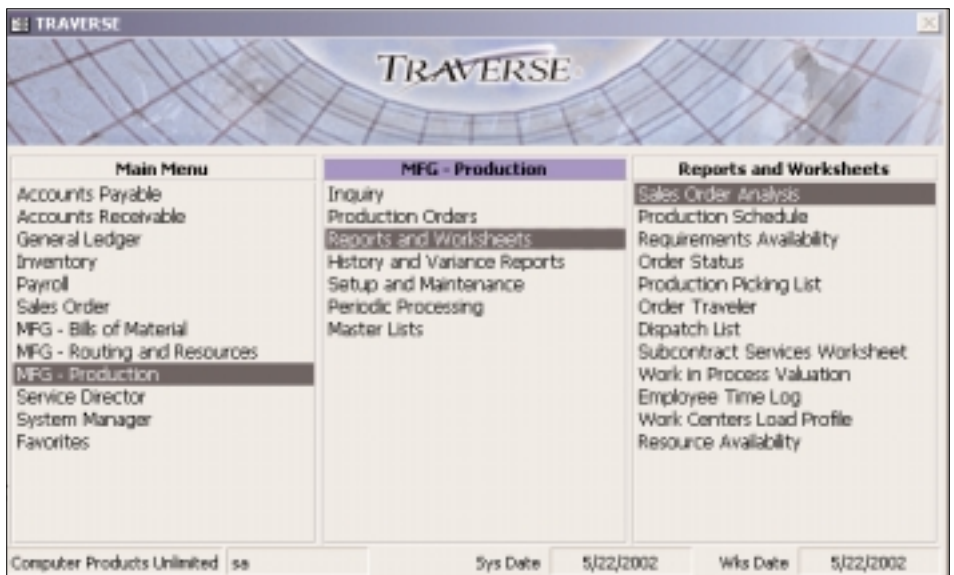 TRAVERSE
TRAVERSE
Main Menu
Accounts Payable
Accounts Receivable
General Ledger
Inventory
Payroll
Sales Order
MFG - Bills of Material
MFG - Routing and Resources
MFG - Production
Service Director
System Manager
Favorites
MFG - Production
Inquiry
Production Orders
Reports and Worksheets
History and Variance Reports
Setup and Maintenance
Periodic Processing
Master Lists
Reports and Worksheets
Sales Order Analysis
Production Schedule
Requirements Availability
Order Status
Production Picking List
Order Traveler
Dispatch List
Subcontract Services Worksheet
Work in Process Valuation
Employee Time Log
Work Centers Load Profile
Resource Availability
Computer Products Unlimited sa Sys Date 5/22/2002 Wks Date 5/22/2002